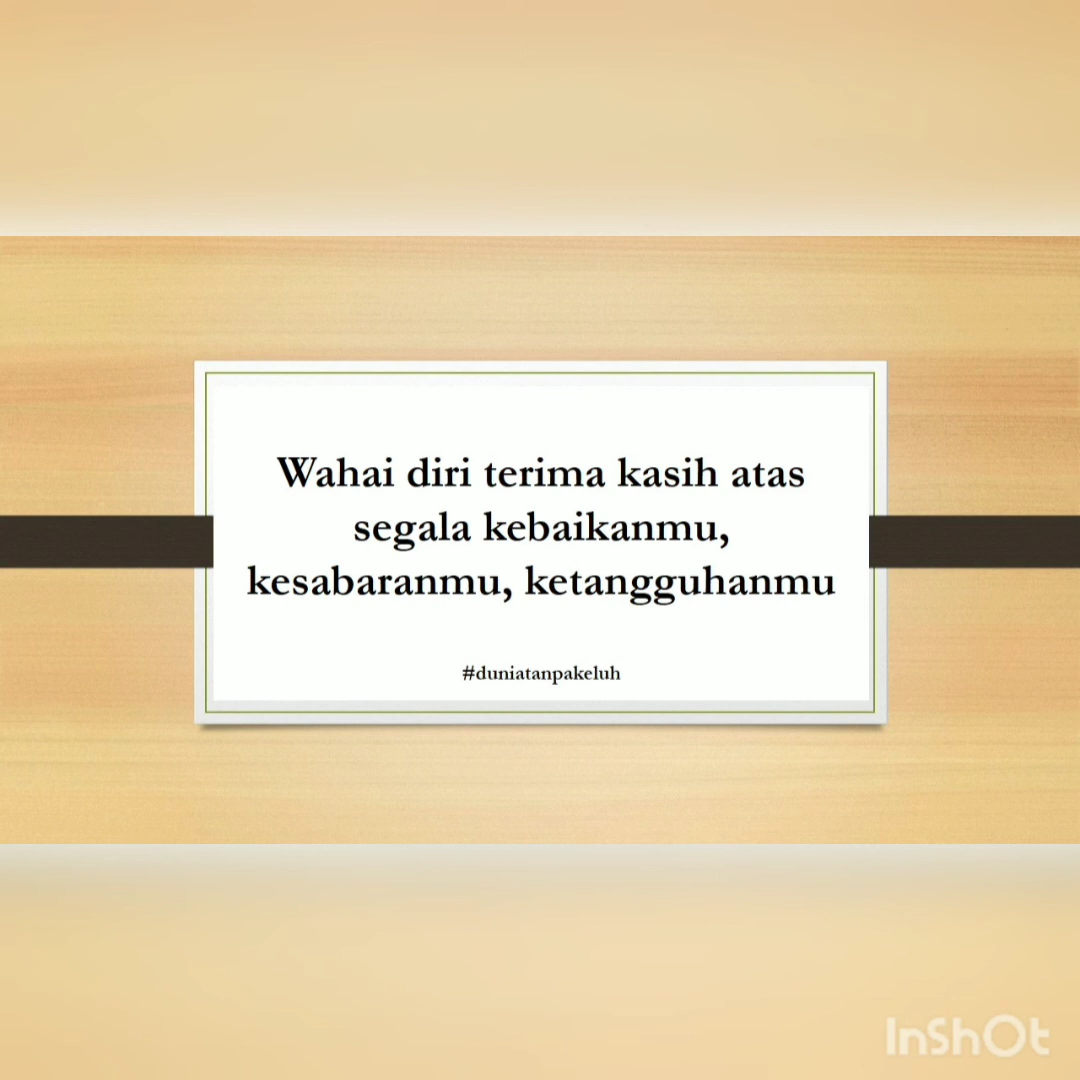 Wahai diri terima kasih atas
segala kebaikanmu,
kesabaranmu, ketangguhanmu
#duniatanpakeluh
InShOt